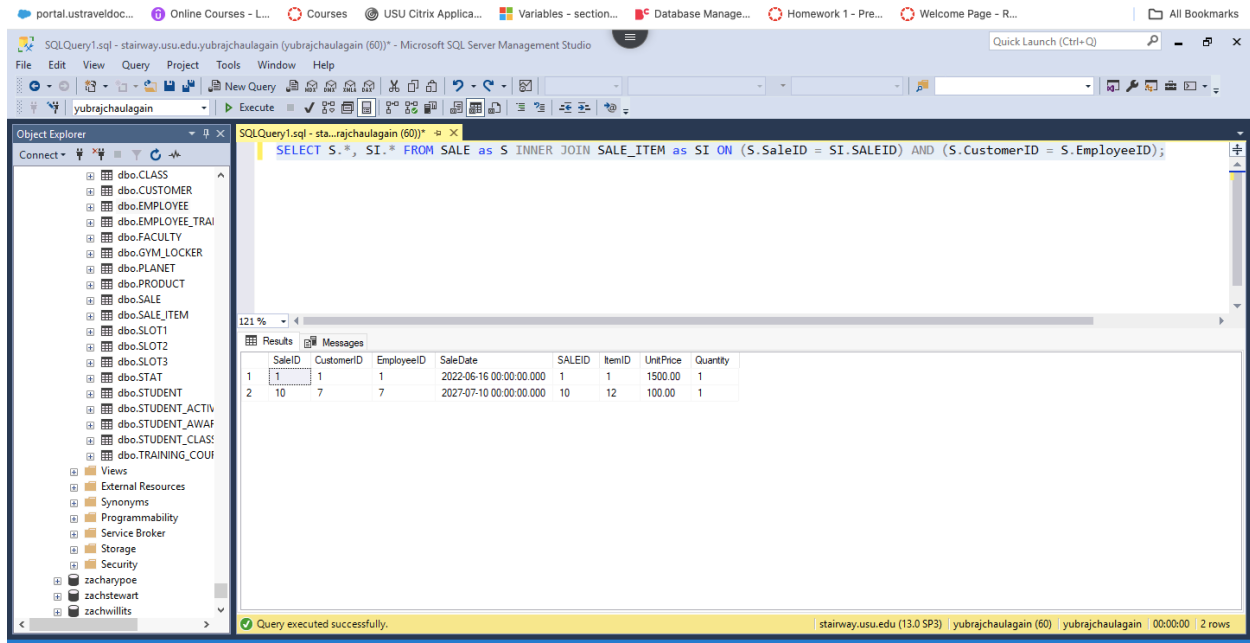 portal.ustraveldoc... Online Courses - L... Courses USU Citrix Applica... Variables - section... Database Manage... Homework 1 - Pre... Welcome Page - R... All Bookmarks
SQLQuery1.sql - stairway.usu.edu.yubrajchaulagain (yubrajchaulagain (60))* - Microsoft SQL Server Management Studio
Quick Launch (Ctrl+Q)
File Edit View Query Project Tools Window Help
New Query
yubrajchaulagain Execute
Object Explorer
SQLQuery1.sql - sta...rajchaulagain (60))*
Connect
SELECT S.*, SI.* FROM SALE as S INNER JOIN SALE_ITEM as SI ON (S.SaleID = SI.SALEID) AND (S.CustomerID = S.EmployeeID);
dbo.CLASS
dbo.CUSTOMER
dbo.EMPLOYEE
dbo.EMPLOYEE_TRAI
dbo.FACULTY
dbo.GYM_LOCKER
dbo.PLANET
dbo.PRODUCT
dbo.SALE
dbo.SALE_ITEM
dbo.SLOT1
dbo.SLOT2
dbo.SLOT3
dbo.STAT
dbo.STUDENT
dbo.STUDENT_ACTIV
dbo.STUDENT_AWAR
dbo.STUDENT_CLASS
dbo.TRAINING_COUR
Views
External Resources
Synonyms
Programmability
Service Broker
Storage
Security
zacharypoe
zachstewart
zachwillits
121 %
Results Messages
SaleID CustomerID EmployeeID SaleDate SALEID ItemID UnitPrice Quantity
1 1 1 1 2022-06-16 00:00:00.000 1 1 1500.00 1
2 10 7 7 2027-07-10 00:00:00.000 10 12 100.00 1
Query executed successfully.
stairway.usu.edu (13.0 SP3) yubrajchaulagain (60) yubrajchaulagain 00:00:00 2 rows